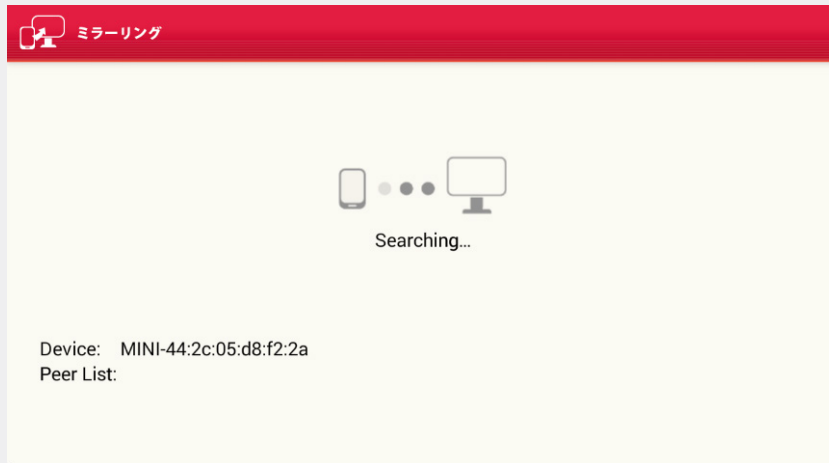 ミラーリング
Searching...
Device: MINI-44:2c:05:d8:f2:2a
Peer List: